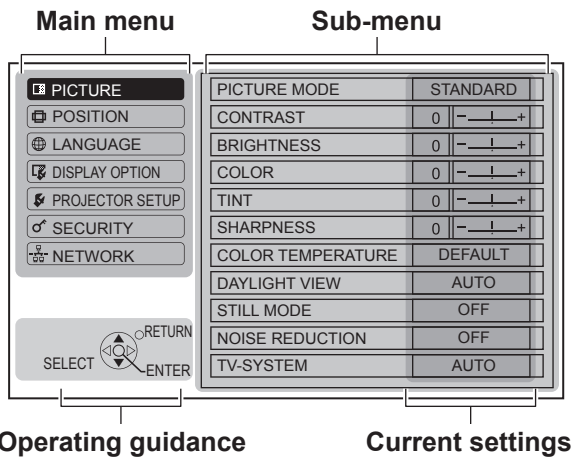 Main menu
Sub-menu
PICTURE
POSITION
LANGUAGE
DISPLAY OPTION
PROJECTOR SETUP
SECURITY
NETWORK
PICTURE MODE STANDARD
CONTRAST 0 - +
BRIGHTNESS 0 - +
COLOR 0 - +
TINT 0 - +
SHARPNESS 0 - +
COLOR TEMPERATURE DEFAULT
DAYLIGHT VIEW AUTO
STILL MODE OFF
NOISE REDUCTION OFF
TV-SYSTEM AUTO
RETURN
SELECT
ENTER
Operating guidance
Current settings